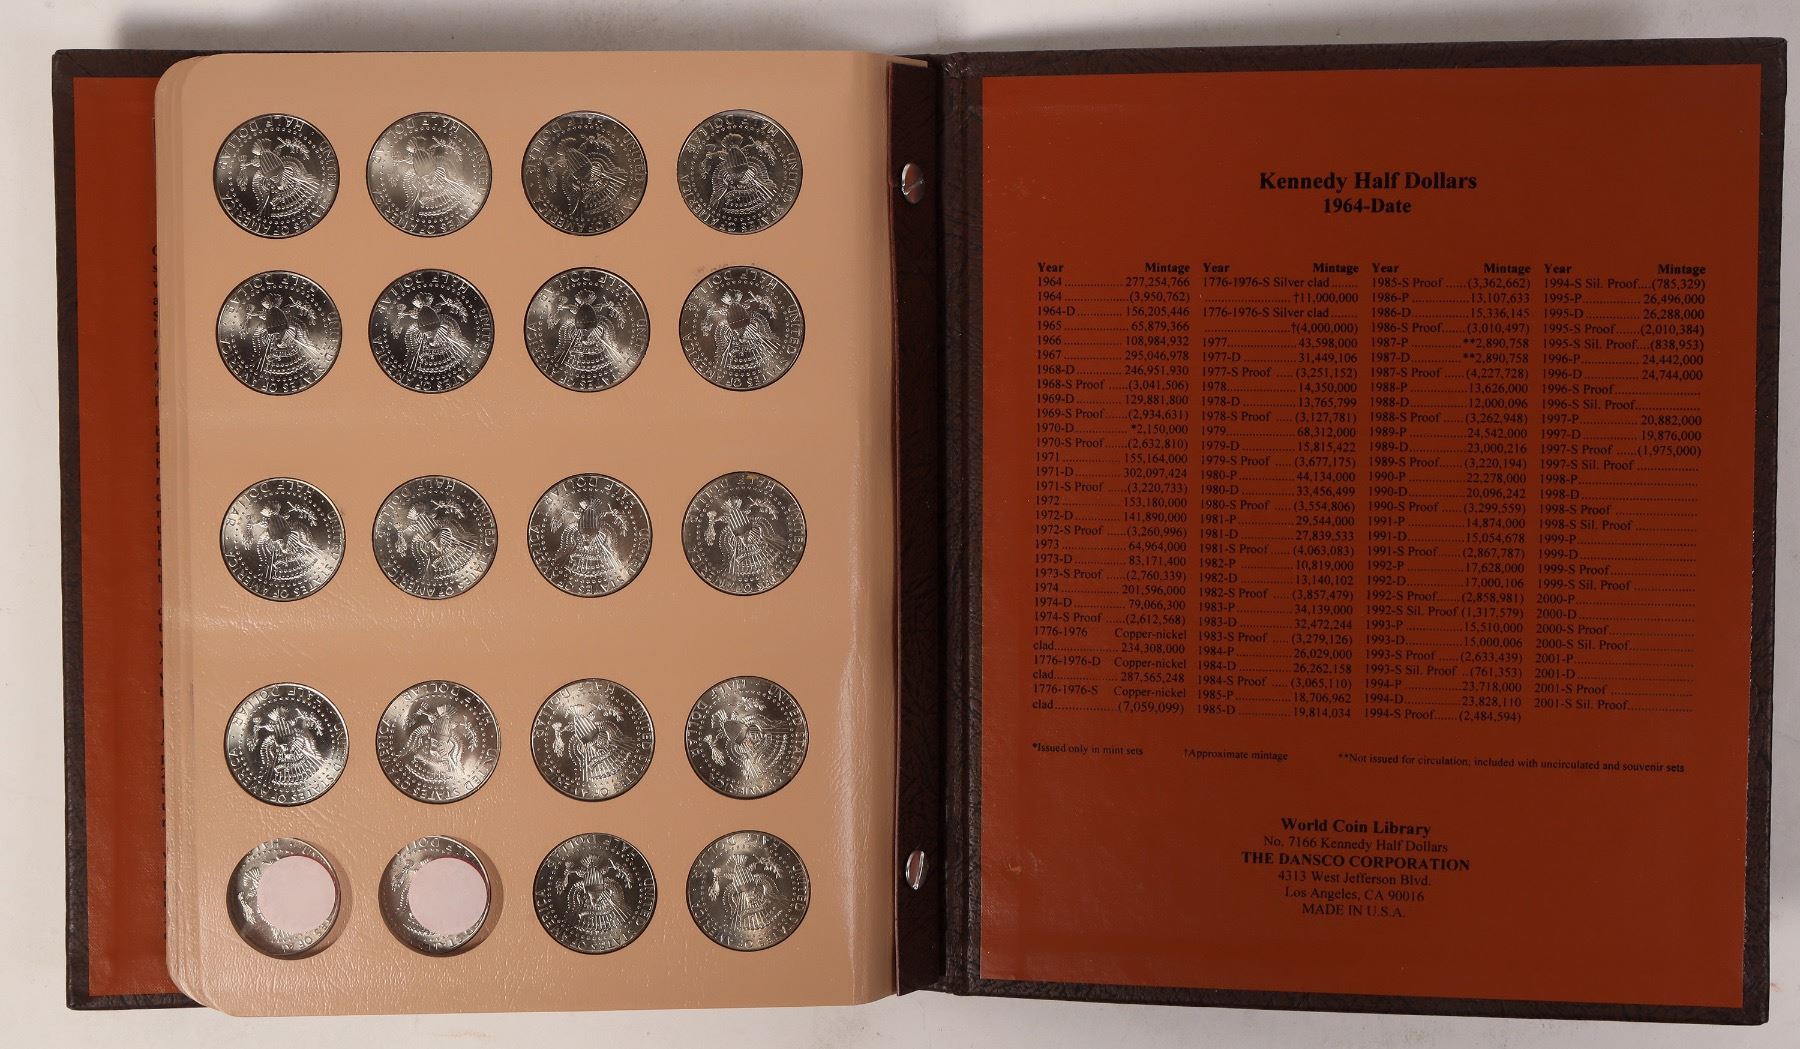 Kennedy Half Dollars
1964-Date
Year Mintage
1964 277,254,766
1964 (3,950,762)
1964-D 156,205,446
1965 65,879,366
1966 108,984,932
1967 295,046,978
1968-D 246,951,930
1968-S Proof (3,041,506)
1969-D 129,881,800
1969-S Proof (2,934,631)
1970-D *2,150,000
1970-S Proof (2,632,810)
1971 155,164,000
1971-D 302,097,424
1971-S Proof (3,220,733)
1972 153,180,000
1972-D 141,890,000
1972-S Proof (3,260,996)
1973 64,964,000
1973-D 83,171,400
1973-S Proof (2,760,339)
1974 201,596,000
1974-D 79,066,300
1974-S Proof (2,612,568)
1776-1976 Copper-nickel
clad 234,308,000
1776-1976-D Copper-nickel
clad 287,565,248
1776-1976-S Copper-nickel
clad (7,059,099)
Year Mintage
1776-1976-S Silver clad
†11,000,000
1776-1976-S Silver clad
†(4,000,000)
1977 43,598,000
1977-D 31,449,106
1977-S Proof (3,251,152)
1978 14,350,000
1978-D 13,765,799
1978-S Proof (3,127,781)
1979 68,312,000
1979-D 15,815,422
1979-S Proof (3,677,175)
1980-P 44,134,000
1980-D 33,456,499
1980-S Proof (3,554,806)
1981-P 29,544,000
1981-D 27,839,533
1981-S Proof (4,063,083)
1982-P 10,819,000
1982-D 13,140,102
1982-S Proof (3,857,479)
1983-P 34,139,000
1983-D 32,472,244
1983-S Proof (3,279,126)
1984-P 26,029,000
1984-D 26,262,158
1984-S Proof (3,065,110)
1985-P 18,706,962
1985-D 19,814,034
Year Mintage
1985-S Proof (3,362,662)
1986-P 13,107,633
1986-D 15,336,145
1986-S Proof (3,010,497)
1987-P **2,890,758
1987-D **2,890,758
1987-S Proof (4,227,728)
1988-P 13,626,000
1988-D 12,000,096
1988-S Proof (3,262,948)
1989-P 24,542,000
1989-D 23,000,216
1989-S Proof (3,220,194)
1990-P 22,278,000
1990-D 20,096,242
1990-S Proof (3,299,559)
1991-P 14,874,000
1991-D 15,054,678
1991-S Proof (2,867,787)
1992-P 17,628,000
1992-D 17,000,106
1992-S Proof (2,858,981)
1992-S Sil. Proof (1,317,579)
1993-P 15,510,000
1993-D 15,000,006
1993-S Proof (2,633,439)
1993-S Sil. Proof (761,353)
1994-P 23,718,000
1994-D 23,828,110
1994-S Proof (2,484,594)
Year Mintage
1994-S Sil. Proof (785,329)
1995-P 26,496,000
1995-D 26,288,000
1995-S Proof (2,010,384)
1995-S Sil. Proof (838,953)
1996-P 24,442,000
1996-D 24,744,000
1996-S Proof
1996-S Sil. Proof
1997-P 20,882,000
1997-D 19,876,000
1997-S Proof (1,975,000)
1997-S Sil. Proof
1998-P
1998-D
1998-S Proof
1998-S Sil. Proof
1999-P
1999-D
1999-S Proof
1999-S Sil. Proof
2000-P
2000-D
2000-S Proof
2000-S Sil. Proof
2001-P
2001-D
2001-S Proof
2001-S Sil. Proof
*Issued only in mint sets †Approximate mintage **Not issued for circulation; included with uncirculated and souvenir sets
World Coin Library
No. 7166 Kennedy Half Dollars
THE DANSCO CORPORATION
4313 West Jefferson Blvd.
Los Angeles, CA 90016
MADE IN U.S.A.